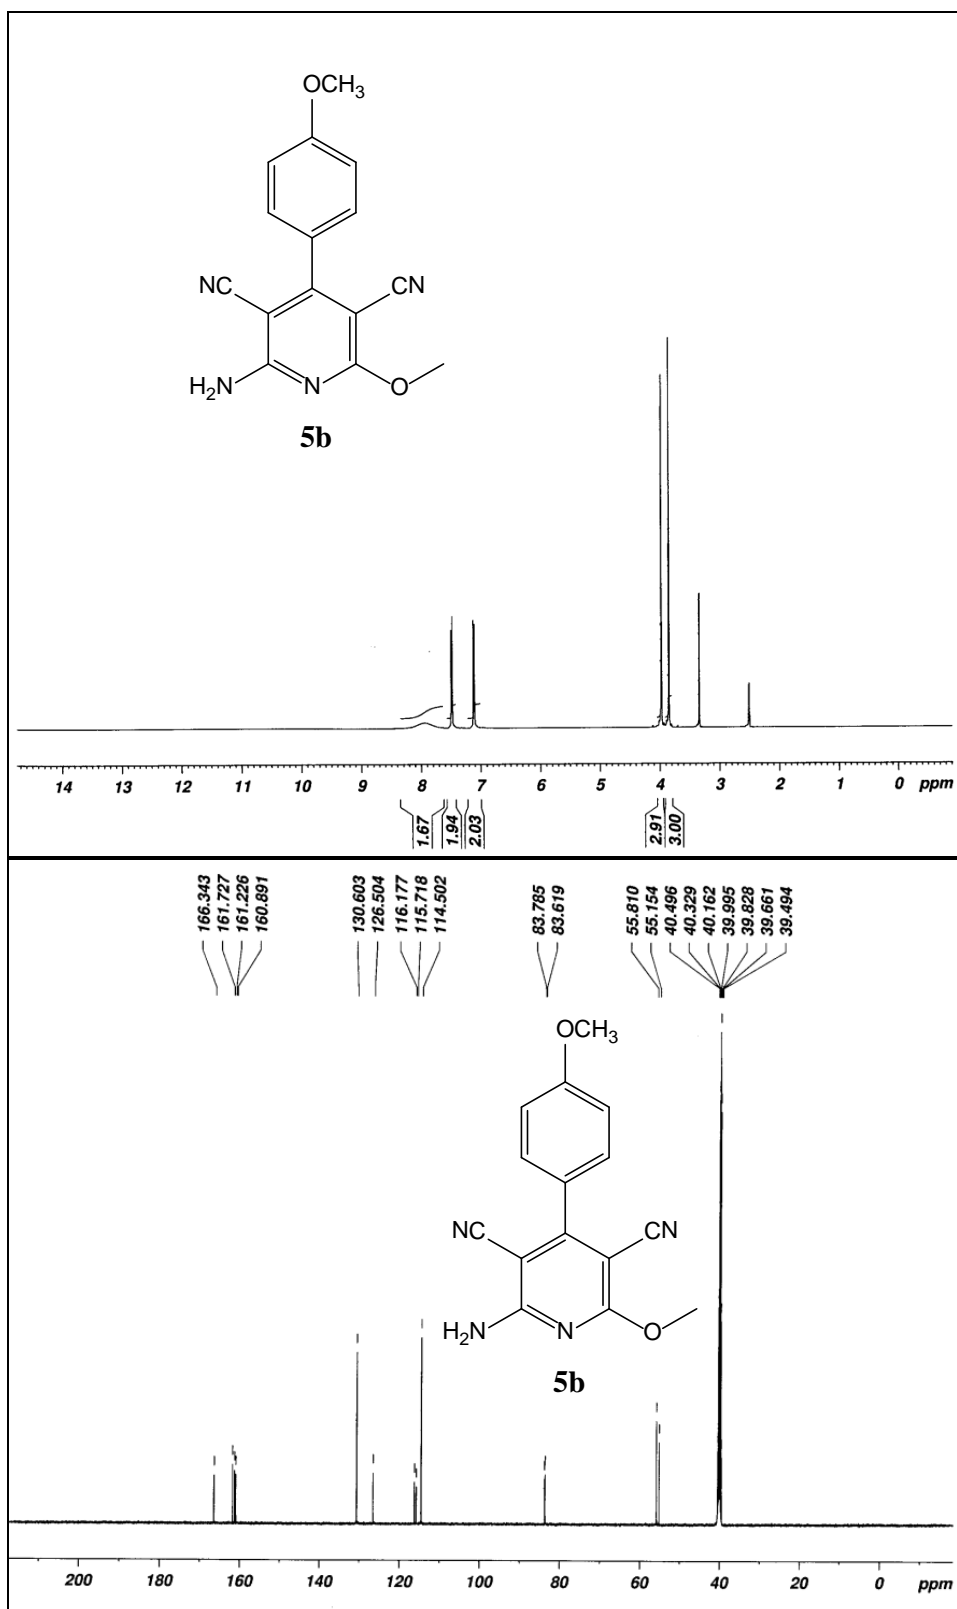 OCH3
NC
CN
H2N
N
O
5b
14 13 12 11 10 9 8 7 6 5 4 3 2 1 0 ppm
1.67
1.94
2.03
2.91
3.00
166.343
161.727
161.226
160.891
130.603
126.504
116.177
115.718
114.502
83.785
83.619
55.810
55.154
40.496
40.329
40.162
39.995
39.828
39.661
39.494
OCH3
NC
CN
H2N
N
O
5b
200 180 160 140 120 100 80 60 40 20 0 ppm